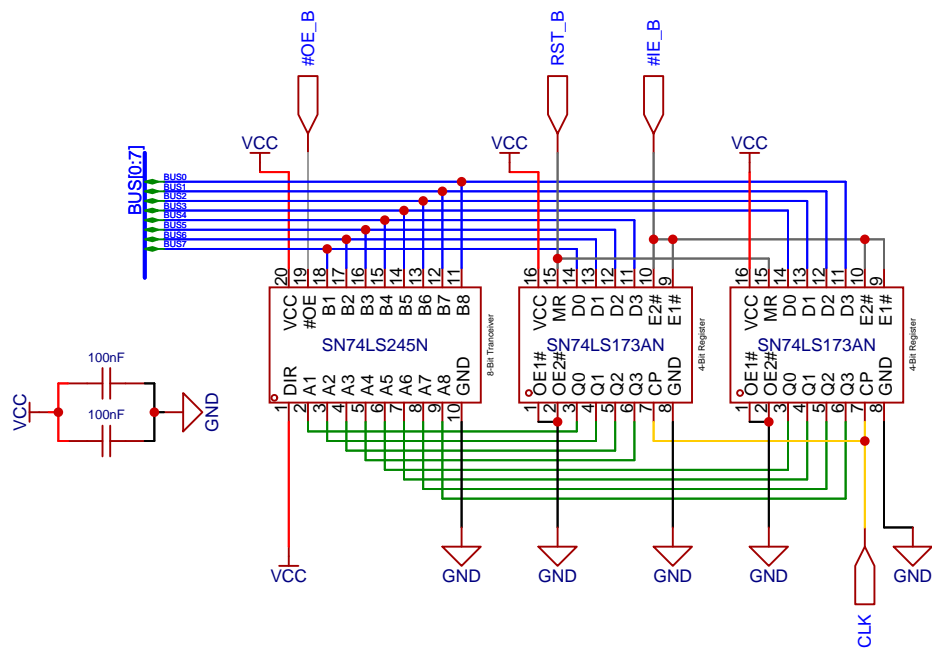 #OE_B
RST_B
#IE_B
VCC
VCC
VCC
BUS[0:7]
BUS0
BUS1
BUS2
BUS3
BUS4
BUS5
BUS6
BUS7
20 19 18 17 16 15 14 13 12 11
VCC #OE B1 B2 B3 B4 B5 B6 B7 B8
SN74LS245N
8-Bit Tranceiver
DIR A1 A2 A3 A4 A5 A6 A7 A8 GND
1 2 3 4 5 6 7 8 9 10
16 15 14 13 12 11 10 9
VCC MR D0 D1 D2 D3 E2# E1#
SN74LS173AN
4-Bit Register
OE1# OE2# Q0 Q1 Q2 Q3 CP GND
1 2 3 4 5 6 7 8
16 15 14 13 12 11 10 9
VCC MR D0 D1 D2 D3 E2# E1#
SN74LS173AN
4-Bit Register
OE1# OE2# Q0 Q1 Q2 Q3 CP GND
1 2 3 4 5 6 7 8
100nF
VCC
100nF
GND
VCC
GND
GND
GND
GND
GND
CLK